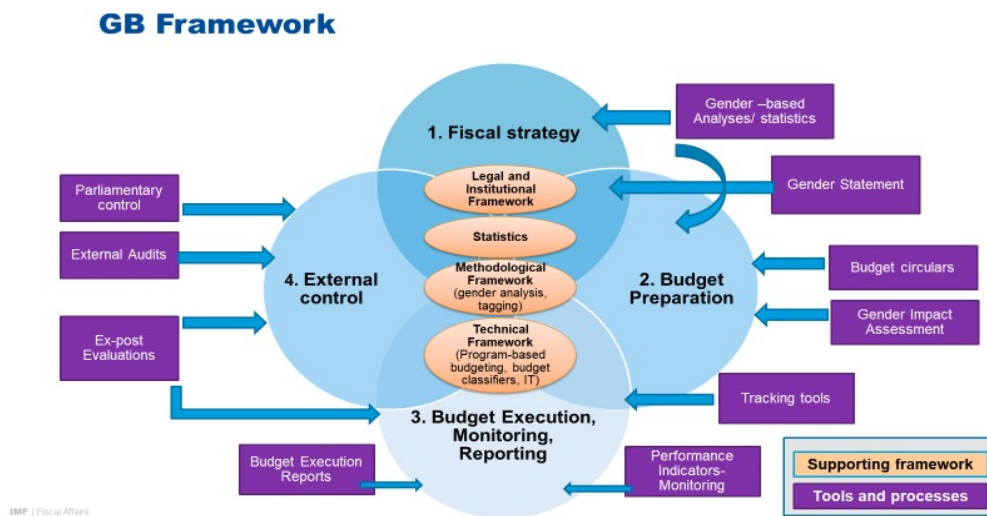 GB Framework
1. Fiscal strategy
Gender –based
Analyses/ statistics
Legal and
Institutional
Framework
Gender Statement
Parliamentary
control
Statistics
External Audits
4. External
control
Methodological
Framework
(gender analysis,
tagging)
2. Budget
Preparation
Budget circulars
Gender Impact
Assessment
Ex-post
Evaluations
Technical
Framework
(Program-based
budgeting, budget
classifiers, IT)
Tracking tools
3. Budget Execution,
Monitoring,
Reporting
Budget Execution
Reports
Performance
Indicators-
Monitoring
Supporting framework
Tools and processes
IMF | Fiscal Affairs